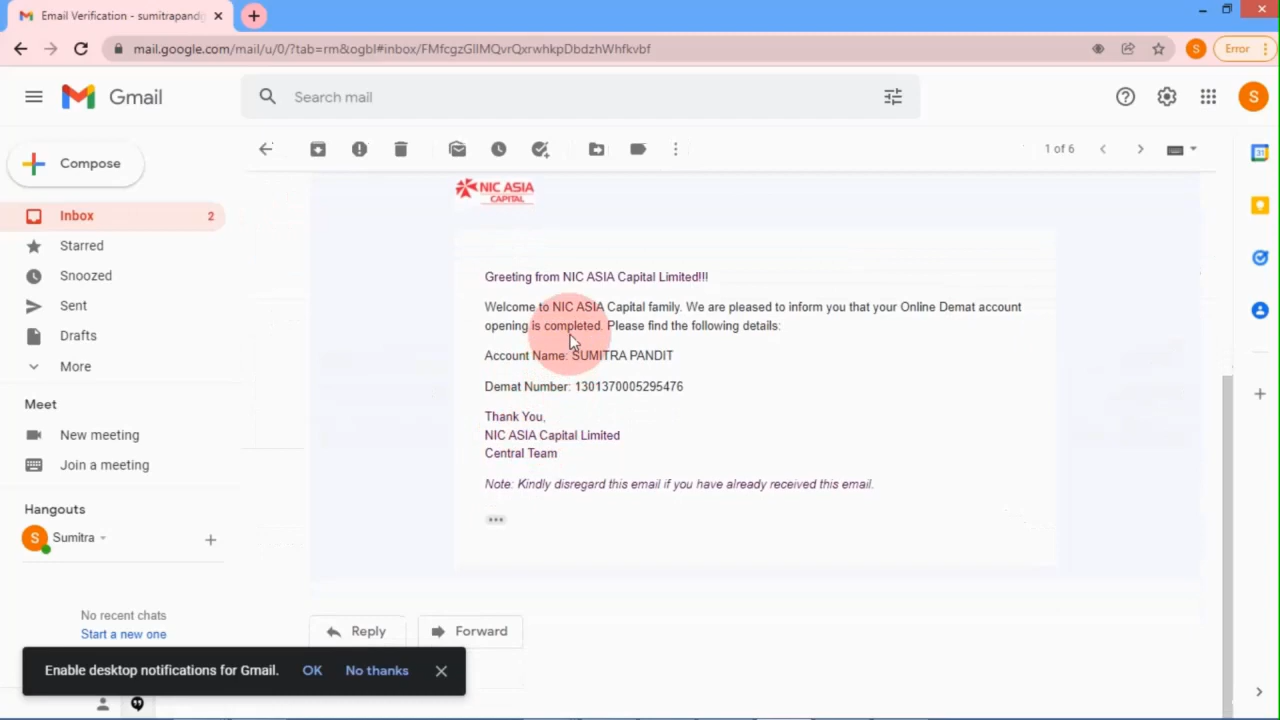 Email Verification - sumitrapand
mail.google.com/mail/u/0/?tab=rm&ogbl#inbox/FMfcgzGllMQvrQxrwhkpDbdzhWhfkvbf
S
Error
Gmail
Search mail
S
Compose
1 of 6
Inbox 2
Starred
Snoozed
Sent
Drafts
More
Meet
New meeting
Join a meeting
Hangouts
S Sumitra
No recent chats
Start a new one
NIC ASIA
CAPITAL
Greeting from NIC ASIA Capital Limited!!!
Welcome to NIC ASIA Capital family. We are pleased to inform you that your Online Demat account
opening is completed. Please find the following details:
Account Name: SUMITRA PANDIT
Demat Number: 1301370005295476
Thank You,
NIC ASIA Capital Limited
Central Team
Note: Kindly disregard this email if you have already received this email.
Reply
Forward
Enable desktop notifications for Gmail. OK No thanks
31